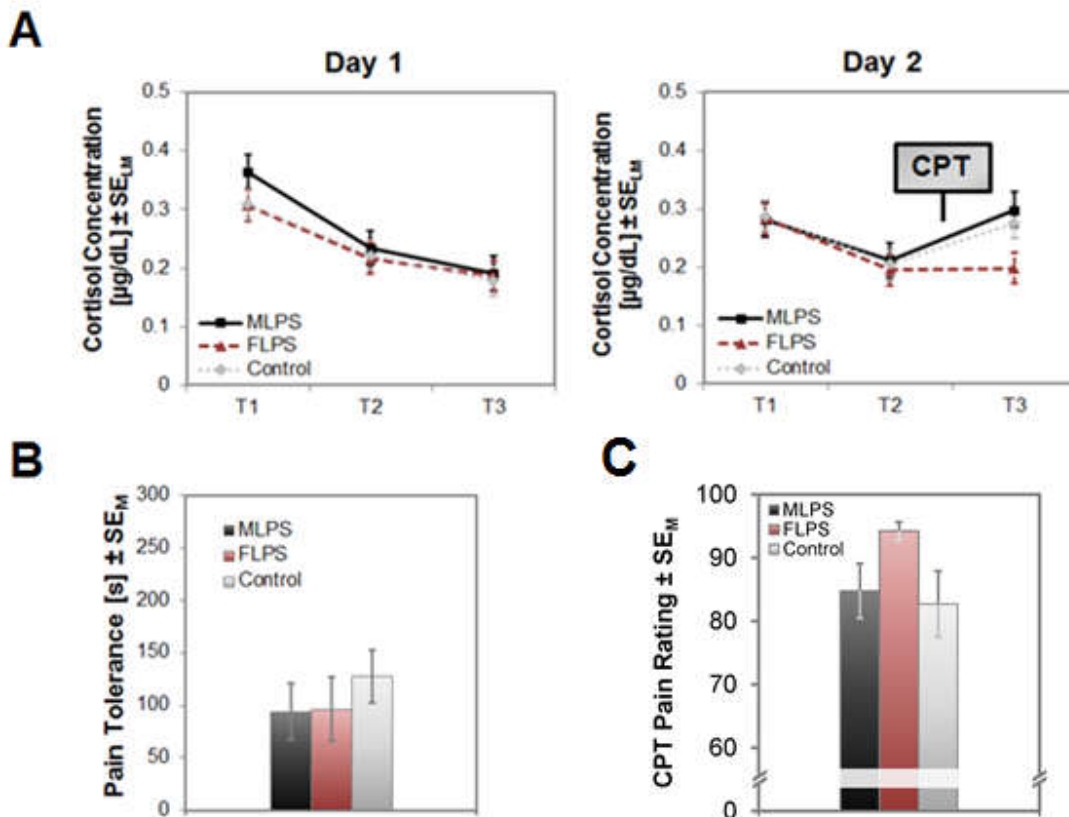 A
Day 1
Cortisol Concentration
[µg/dL] ± SE_LM
0.5
0.4
0.3
0.2
0.1
0
MLPS
FLPS
Control
T1 T2 T3
Day 2
Cortisol Concentration
[µg/dL] ± SE_LM
0.5
0.4
0.3
0.2
0.1
0
CPT
MLPS
FLPS
Control
T1 T2 T3
B
Pain Tolerance [s] ± SE_M
300
250
200
150
100
50
0
MLPS
FLPS
Control
C
CPT Pain Rating ± SE_M
100
90
80
70
60
0
MLPS
FLPS
Control